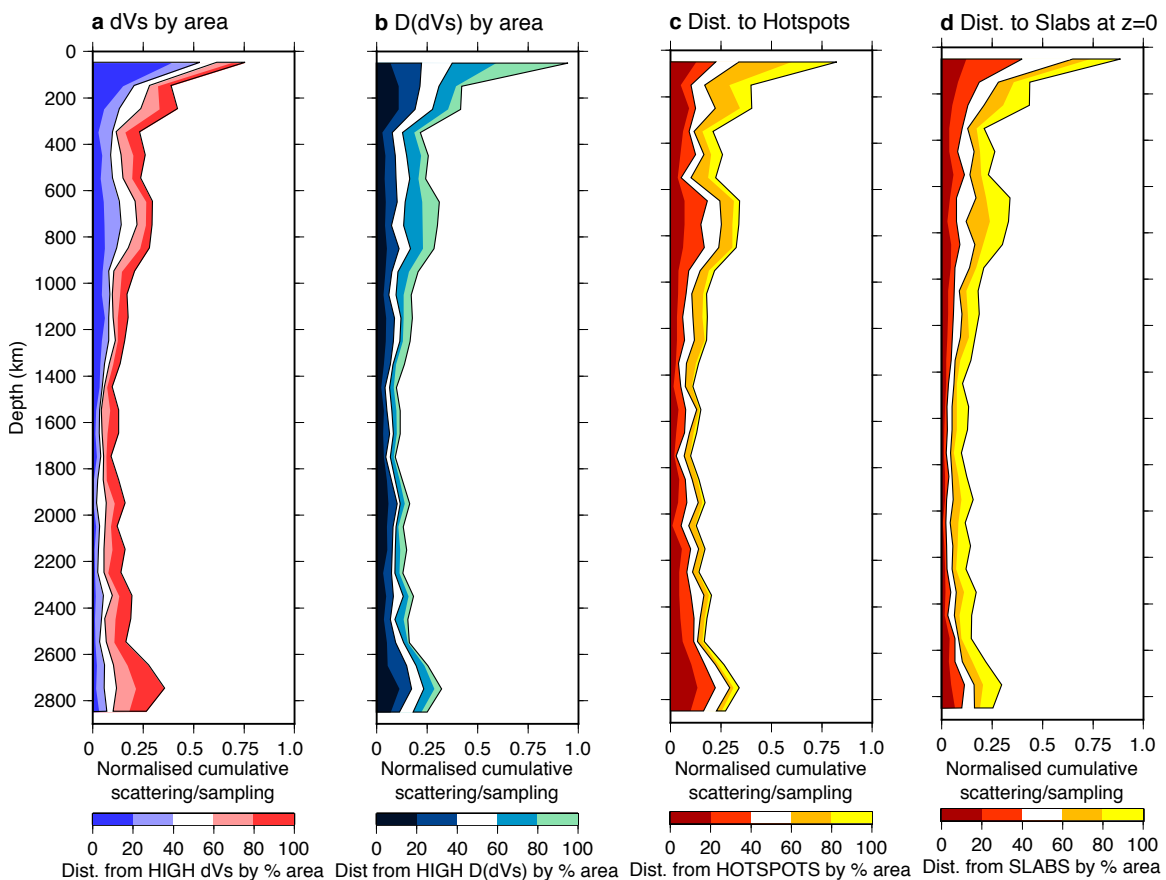 a dVs by area
b D(dVs) by area
c Dist. to Hotspots
d Dist. to Slabs at z=0
0
200
400
600
800
1000
1200
1400
1600
1800
2000
2200
2400
2600
2800
Depth (km)
0 0.25 0.5 0.75 1.0
Normalised cumulative
scattering/sampling
0 20 40 60 80 100
Dist. from HIGH dVs by % area
0 0.25 0.5 0.75 1.0
Normalised cumulative
scattering/sampling
0 20 40 60 80 100
Dist from HIGH D(dVs) by % area
0 0.25 0.5 0.75 1.0
Normalised cumulative
scattering/sampling
0 20 40 60 80 100
Dist. from HOTSPOTS by % area
0 0.25 0.5 0.75 1.0
Normalised cumulative
scattering/sampling
0 20 40 60 80 100
Dist. from SLABS by % area